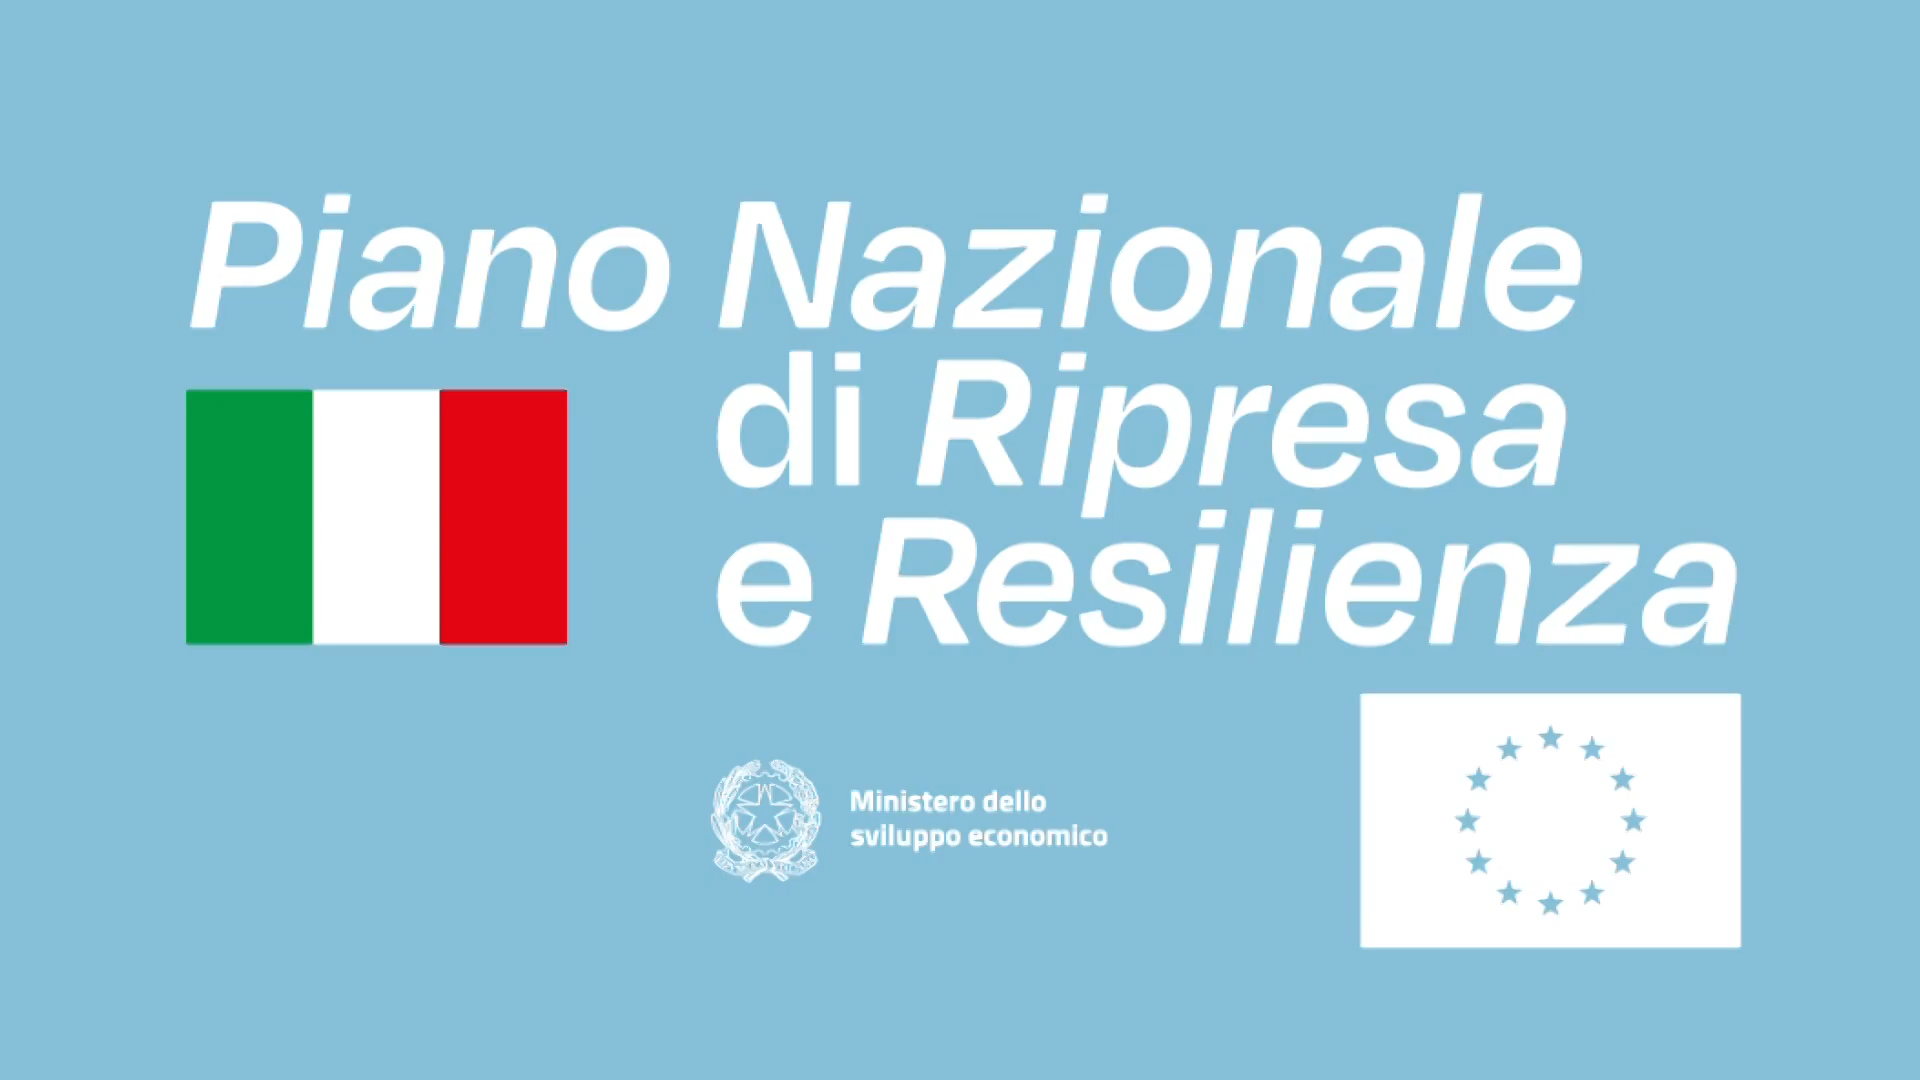 Piano Nazionale
di Ripresa
e Resilienza
Ministero dello
sviluppo economico